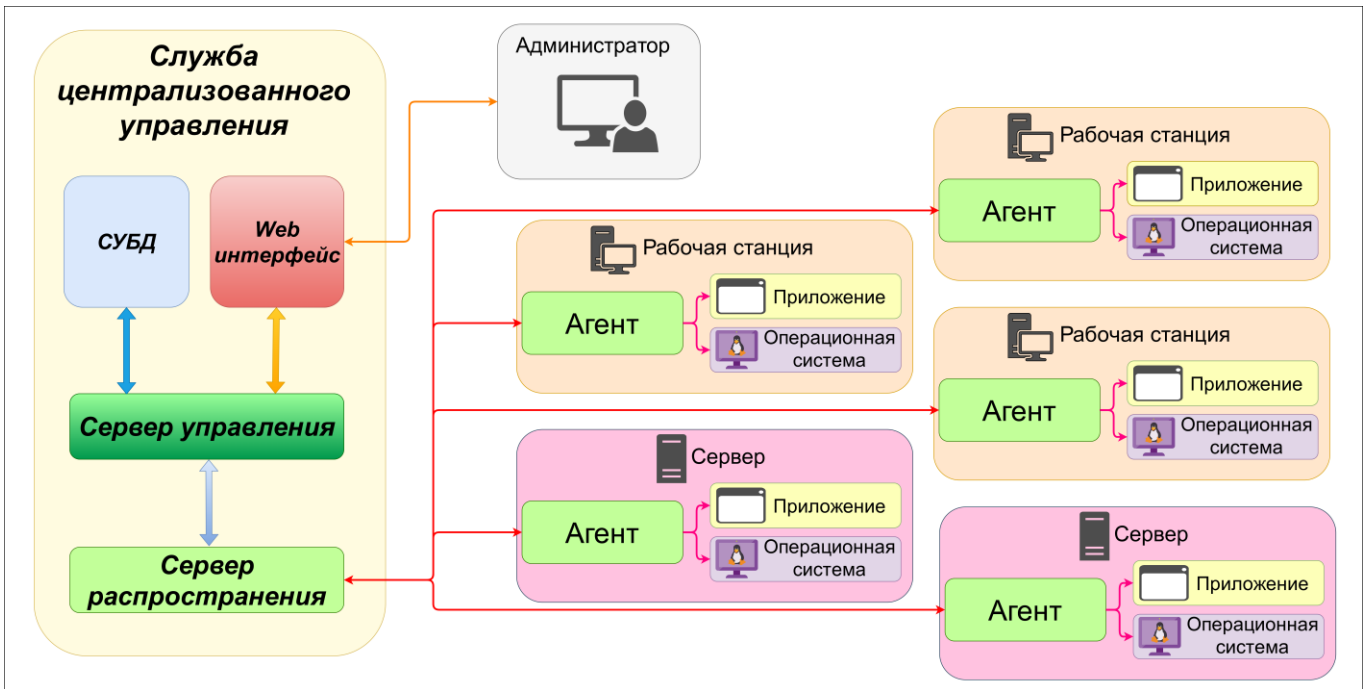 Служба
централизованного
управления
СУБД
Web
интерфейс
Сервер управления
Сервер
распространения
Администратор
Рабочая станция
Агент
Приложение
Операционная
система
Рабочая станция
Агент
Приложение
Операционная
система
Рабочая станция
Агент
Приложение
Операционная
система
Сервер
Агент
Приложение
Операционная
система
Сервер
Агент
Приложение
Операционная
система